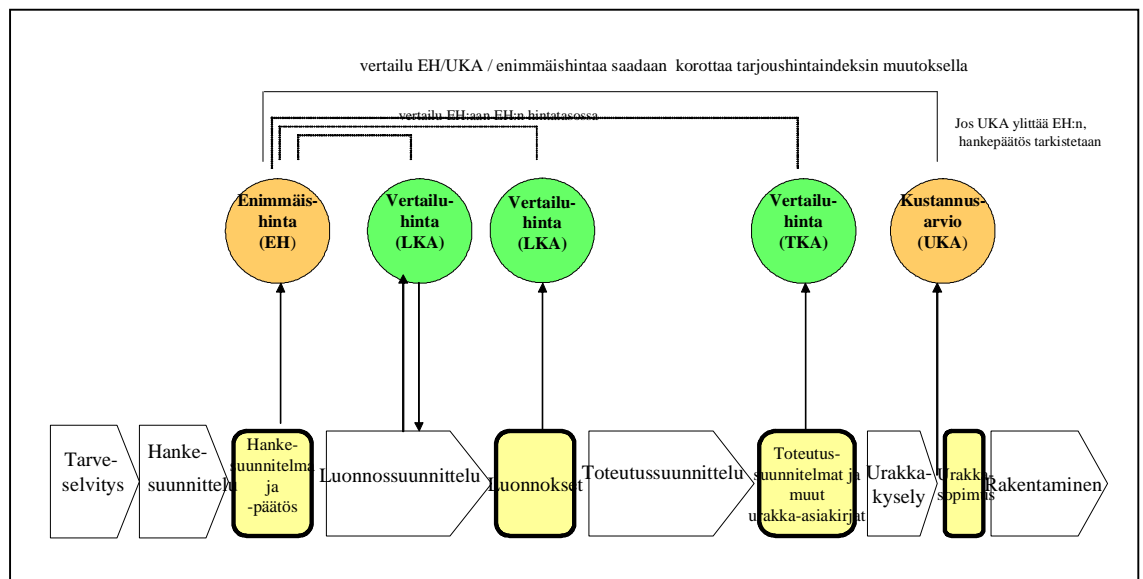 vertailu EH/UKA / enimmäishintaa saadaan korottaa tarjoushintaindeksin muutoksella
vertailu EH:aan EH:n hintatasossa
Jos UKA ylittää EH:n,
hankepäätös tarkistetaan
Enimmäis-
hinta
(EH)
Vertailu-
hinta
(LKA)
Vertailu-
hinta
(LKA)
Vertailu-
hinta
(TKA)
Kustannus-
arvio
(UKA)
Tarve-
selvitys
Hanke-
suunnittelu
Hanke-
suunnitelma
ja
-päätös
Luonnossuunnittelu
Luonnokset
Toteutussuunnittelu
Toteutus-
suunnitelmat ja
muut
urakka-asiakirjat
Urakka-
kysely
Urakka-
sopimus
Rakentaminen